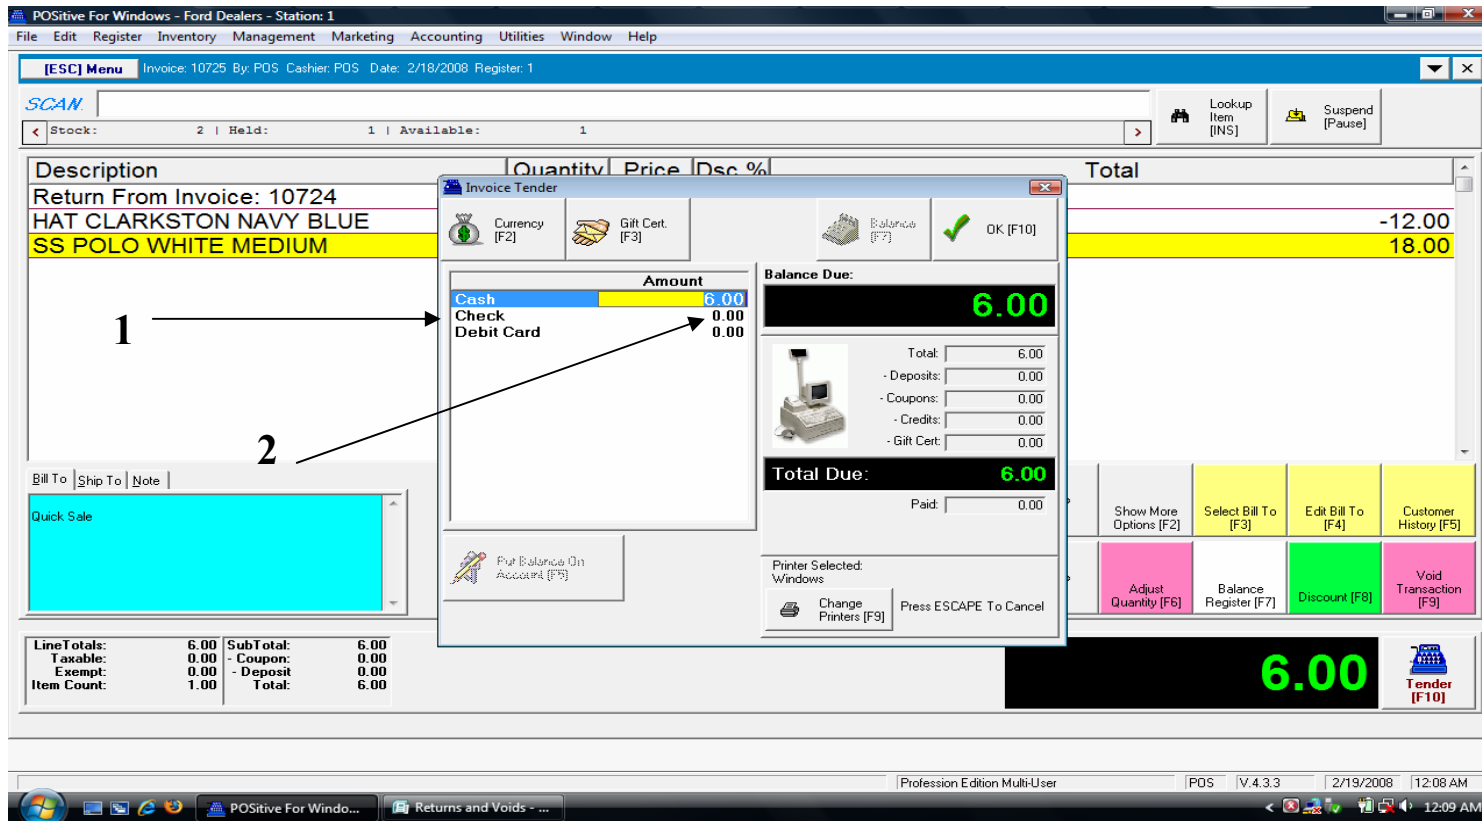 POSitive For Windows - Ford Dealers - Station: 1
File Edit Register Inventory Management Marketing Accounting Utilities Window Help
[ESC] Menu Invoice: 10725 By: POS Cashier: POS Date: 2/18/2008 Register: 1
SCAN:
Stock: 2 | Held: 1 | Available: 1
Lookup
Item
[INS]
Suspend
[Pause]
Description Quantity Price Dsc % Total
Return From Invoice: 10724
HAT CLARKSTON NAVY BLUE -12.00
SS POLO WHITE MEDIUM 18.00
Invoice Tender
Currency
[F2]
Gift Cert.
[F3]
Balance
[F7]
OK [F10]
Amount
Cash 6.00
Check 0.00
Debit Card 0.00
1
2
Balance Due:
6.00
Total: 6.00
- Deposits: 0.00
- Coupons: 0.00
- Credits: 0.00
- Gift Cert: 0.00
Total Due: 6.00
Paid: 0.00
Put Balance On
Account [F5]
Printer Selected:
Windows
Change
Printers [F9]
Press ESCAPE To Cancel
Bill To Ship To Note
Quick Sale
Show More
Options [F2]
Select Bill To
[F3]
Edit Bill To
[F4]
Customer
History [F5]
Adjust
Quantity [F6]
Balance
Register [F7]
Discount [F8]
Void
Transaction
[F9]
LineTotals: 6.00 SubTotal: 6.00
Taxable: 0.00 - Coupon: 0.00
Exempt: 0.00 - Deposit 0.00
Item Count: 1.00 Total: 6.00
6.00
Tender
[F10]
Profession Edition Multi-User POS V.4.3.3 2/19/2008 12:08 AM
POSitive For Windo... Returns and Voids - ... 12:09 AM